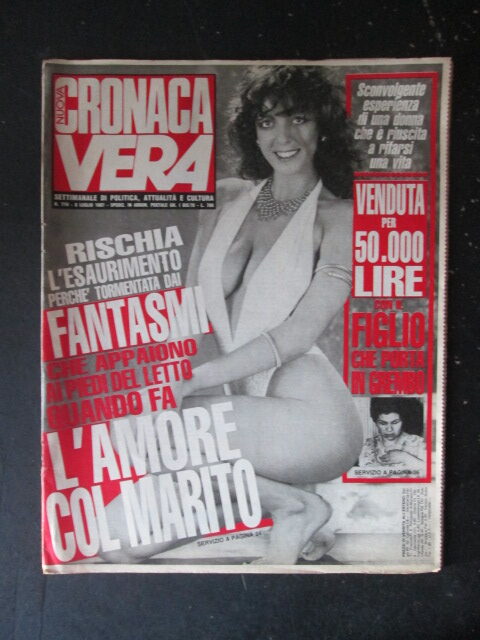 NUOVA
CRONACA
VERA
SETTIMANALE DI POLITICA, ATTUALITÀ E CULTURA
Sconvolgente
esperienza
di una donna
che è riuscita
a rifarsi
una vita
VENDUTA
PER
50.000
LIRE
CON IL
FIGLIO
CHE PORTA
IN GREMBO
SERVIZIO A PAGINA
RISCHIA
L'ESAURIMENTO
PERCHE' TORMENTATA DAI
FANTASMI
CHE APPAIONO
AI PIEDI DEL LETTO
QUANDO FA
L'AMORE
COL MARITO
SERVIZIO A PAGINA